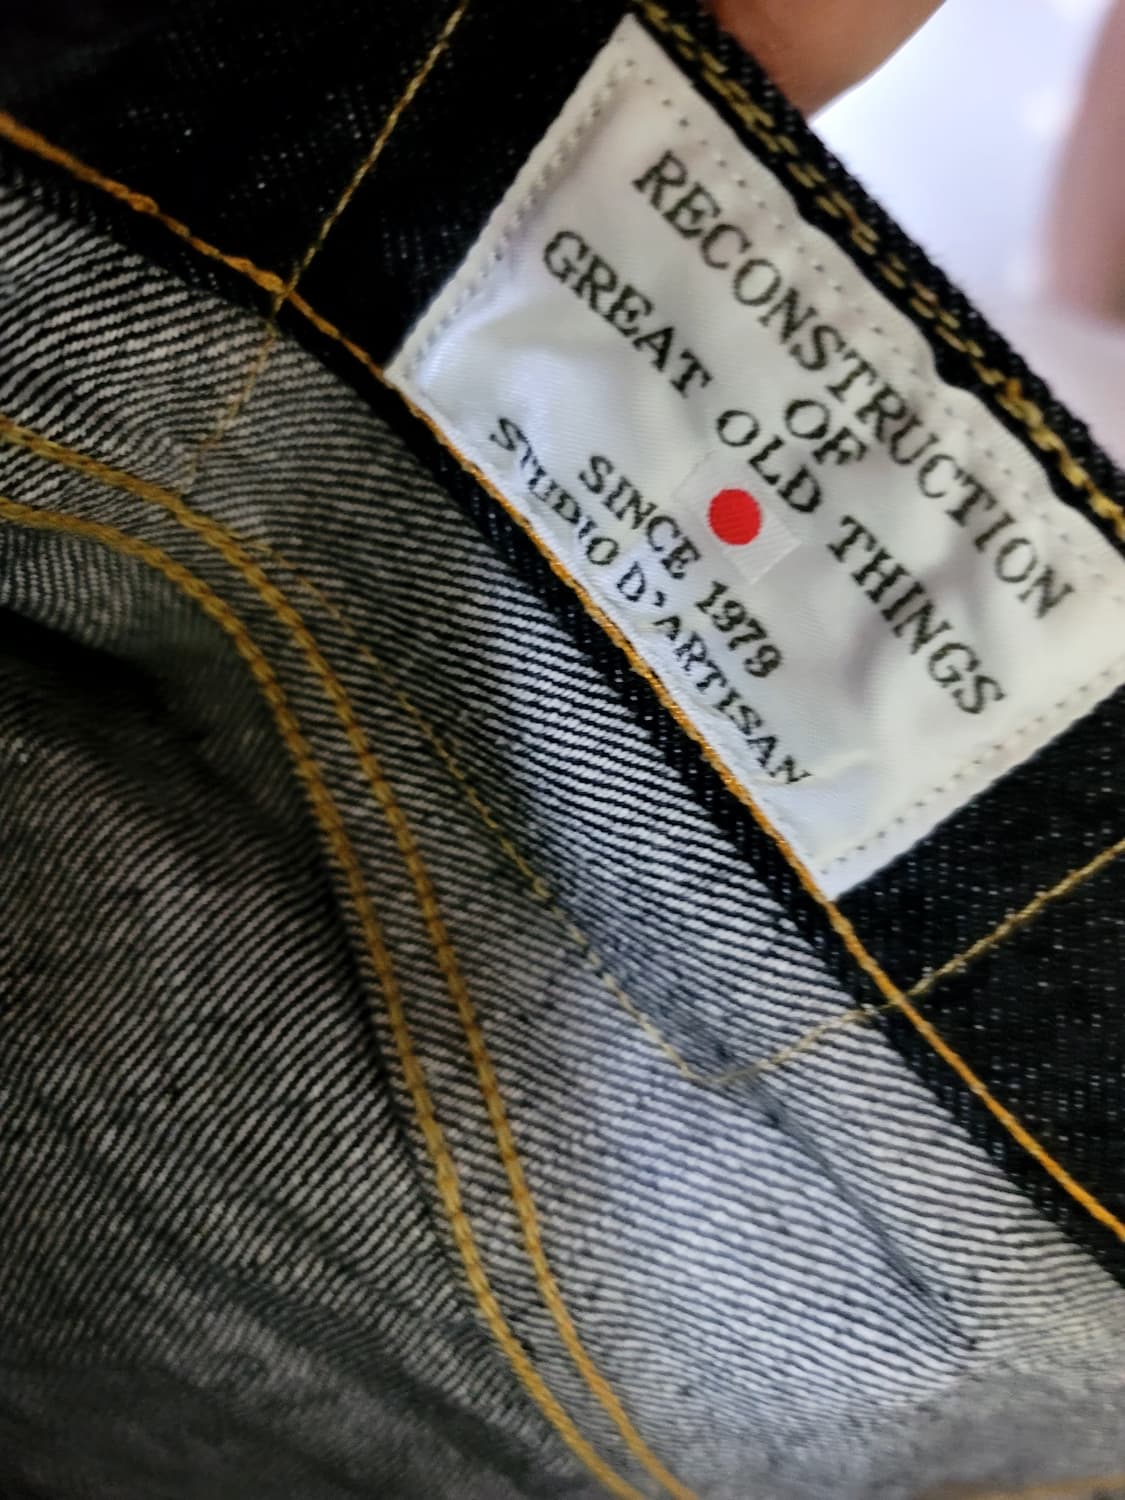 RECONSTRUCTION
OF
GREAT OLD THINGS
SINCE 1979
STUDIO D'ARTISAN